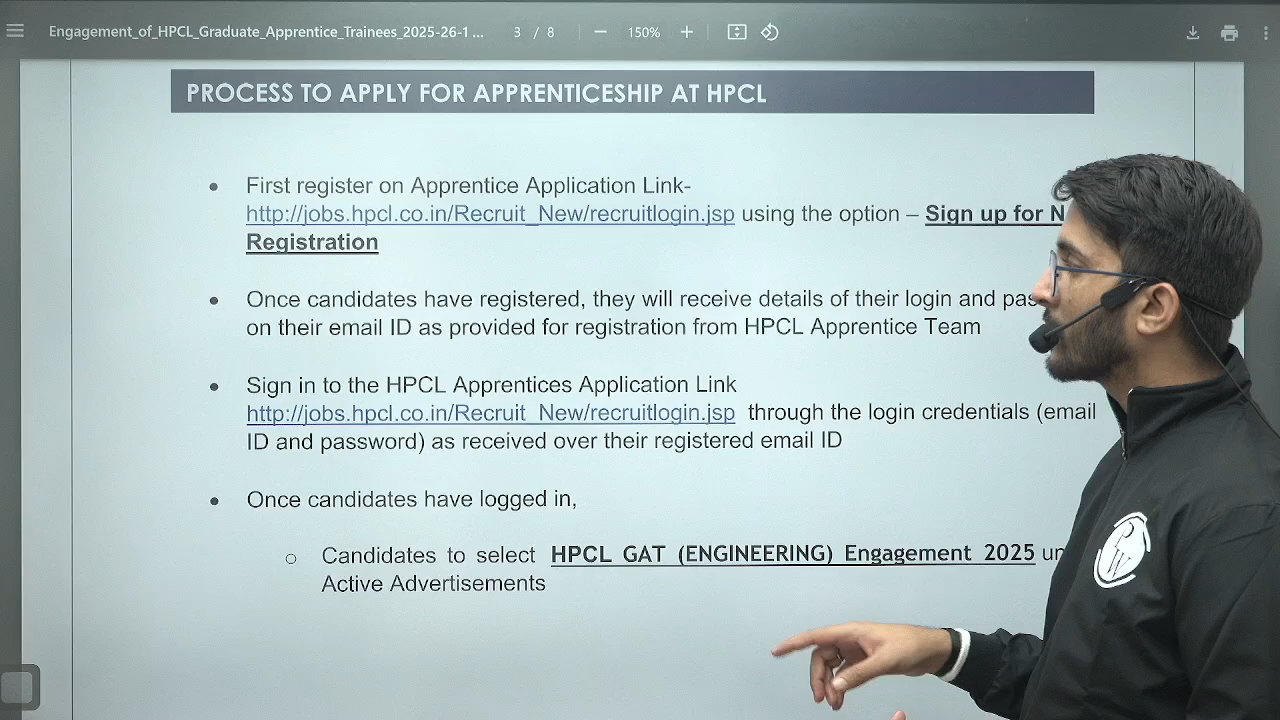 Engagement_of_HPCL_Graduate_Apprentice_Trainees_2025-26-1 ... 3 / 8 150%
PROCESS TO APPLY FOR APPRENTICESHIP AT HPCL
• First register on Apprentice Application Link-
http://jobs.hpcl.co.in/Recruit_New/recruitlogin.jsp using the option – Sign up for
Registration
• Once candidates have registered, they will receive details of their login and
on their email ID as provided for registration from HPCL Apprentice Team
• Sign in to the HPCL Apprentices Application Link
http://jobs.hpcl.co.in/Recruit_New/recruitlogin.jsp through the login credentials (email
ID and password) as received over their registered email ID
• Once candidates have logged in,
○ Candidates to select HPCL GAT (ENGINEERING) Engagement 2025
Active Advertisements